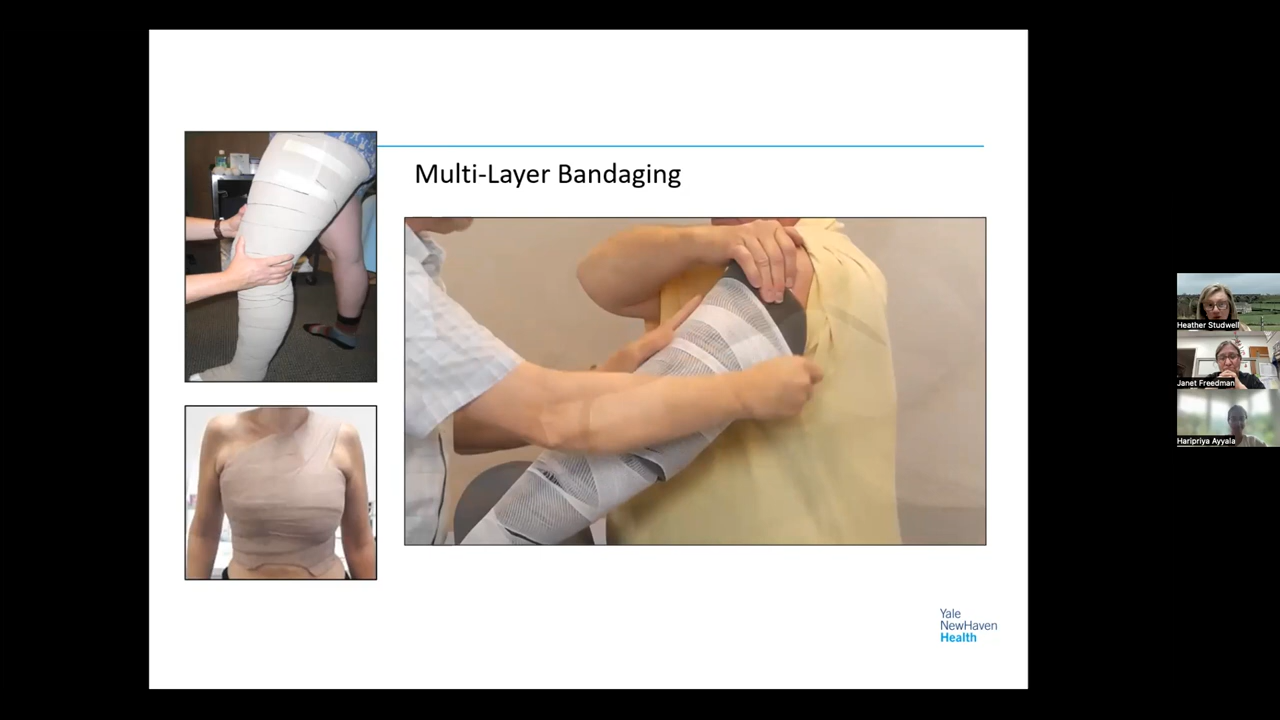 Multi-Layer Bandaging
Yale
NewHaven
Health
Heather Studwell
Janet Freedman
Haripriya Ayyala